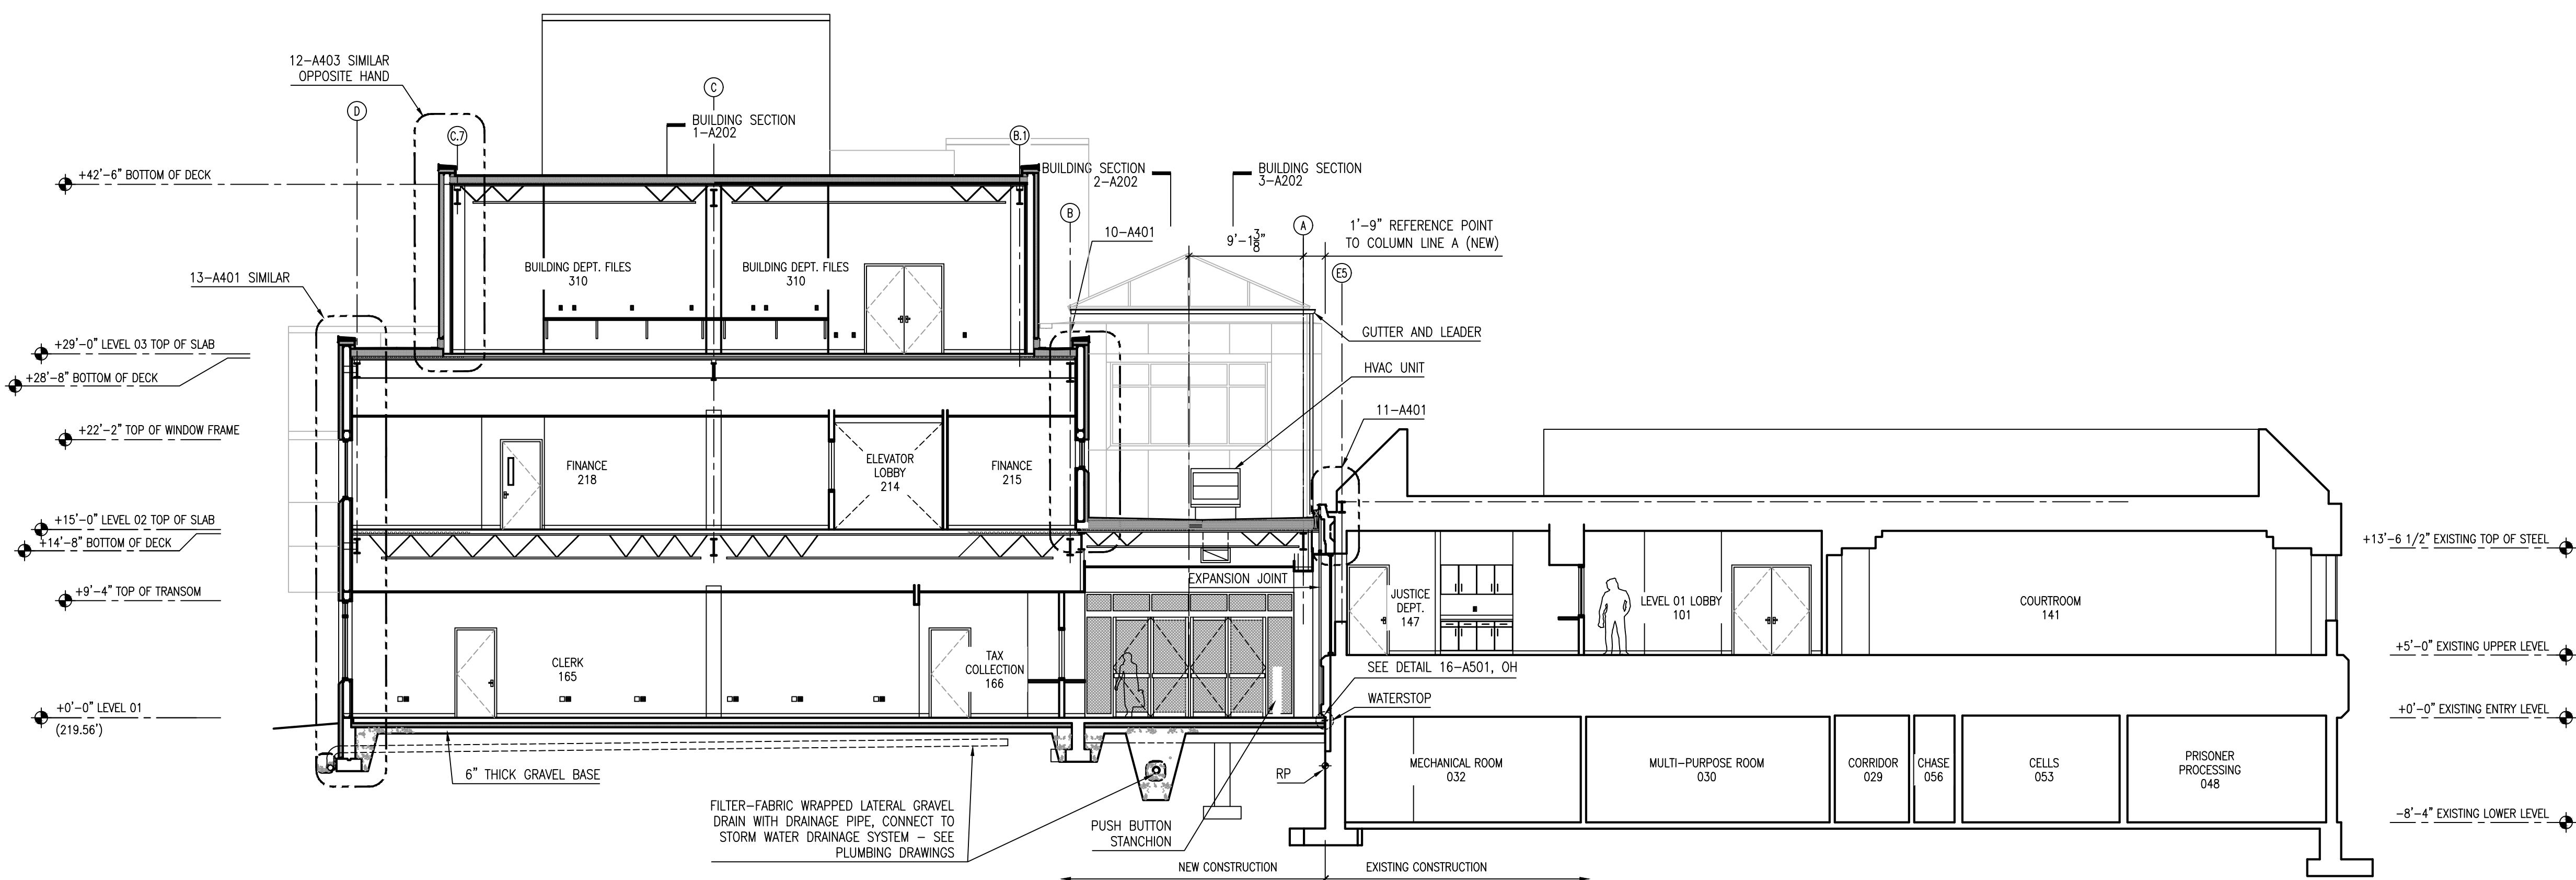 12-A403 SIMILAR
OPPOSITE HAND
D
C.7
C
BUILDING SECTION
1-A202
B.1
BUILDING SECTION
2-A202
BUILDING SECTION
3-A202
+42'-6" BOTTOM OF DECK
B
10-A401
A
9'-1 3/8"
1'-9" REFERENCE POINT
TO COLUMN LINE A (NEW)
E5
13-A401 SIMILAR
BUILDING DEPT. FILES
310
BUILDING DEPT. FILES
310
GUTTER AND LEADER
+29'-0" LEVEL 03 TOP OF SLAB
+28'-8" BOTTOM OF DECK
HVAC UNIT
11-A401
+22'-2" TOP OF WINDOW FRAME
FINANCE
218
ELEVATOR
LOBBY
214
FINANCE
215
+15'-0" LEVEL 02 TOP OF SLAB
+14'-8" BOTTOM OF DECK
+13'-6 1/2" EXISTING TOP OF STEEL
+9'-4" TOP OF TRANSOM
EXPANSION JOINT
JUSTICE
DEPT.
147
LEVEL 01 LOBBY
101
COURTROOM
141
CLERK
165
TAX
COLLECTION
166
SEE DETAIL 16-A501, OH
+5'-0" EXISTING UPPER LEVEL
WATERSTOP
+0'-0" LEVEL 01
(219.56')
+0'-0" EXISTING ENTRY LEVEL
6" THICK GRAVEL BASE
RP
MECHANICAL ROOM
032
MULTI-PURPOSE ROOM
030
CORRIDOR
029
CHASE
056
CELLS
053
PRISONER
PROCESSING
048
FILTER-FABRIC WRAPPED LATERAL GRAVEL
DRAIN WITH DRAINAGE PIPE, CONNECT TO
STORM WATER DRAINAGE SYSTEM - SEE
PLUMBING DRAWINGS
PUSH BUTTON
STANCHION
-8'-4" EXISTING LOWER LEVEL
NEW CONSTRUCTION
EXISTING CONSTRUCTION